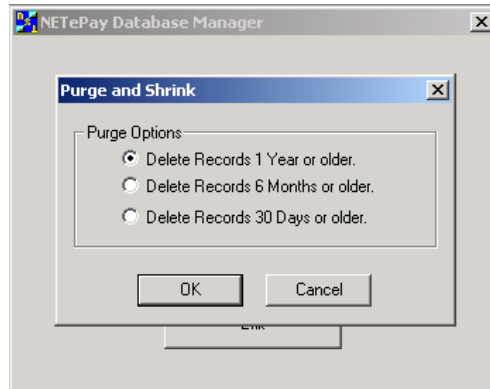 NETePay Database Manager
Purge and Shrink
Purge Options
Delete Records 1 Year or older.
Delete Records 6 Months or older.
Delete Records 30 Days or older.
OK Cancel